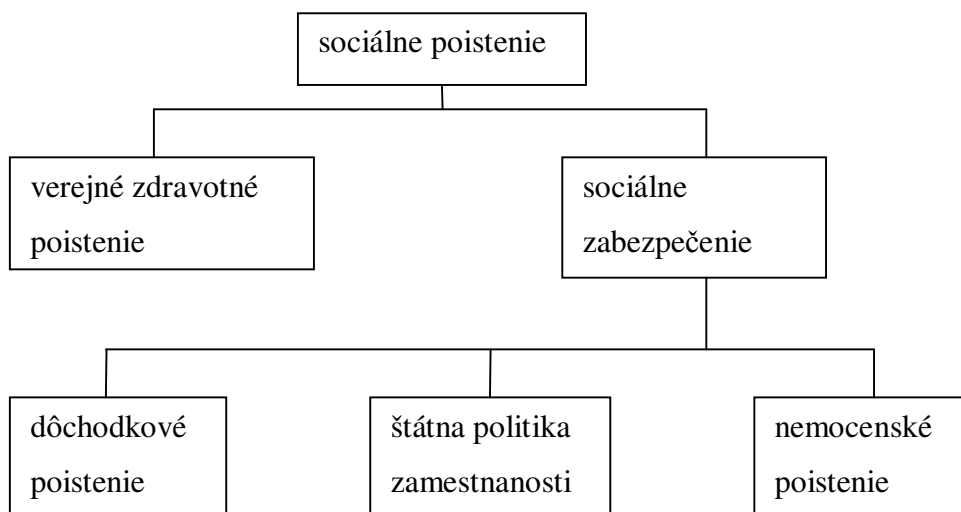 sociálne poistenie
verejné zdravotné
poistenie
sociálne
zabezpečenie
dôchodkové
poistenie
štátna politika
zamestnanosti
nemocenské
poistenie